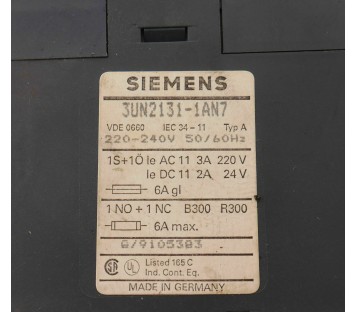 SIEMENS
3UN2131-1AN7
VDE 0660 IEC 34-11 Typ A
220-240V 50/60Hz
1S+1Ö Ie AC 11 3A 220 V
Ie DC 11 2A 24 V
6A gl
1 NO + 1 NC B300 R300
6A max.
G/9105383
Listed 165 C
Ind. Cont. Eq.
MADE IN GERMANY